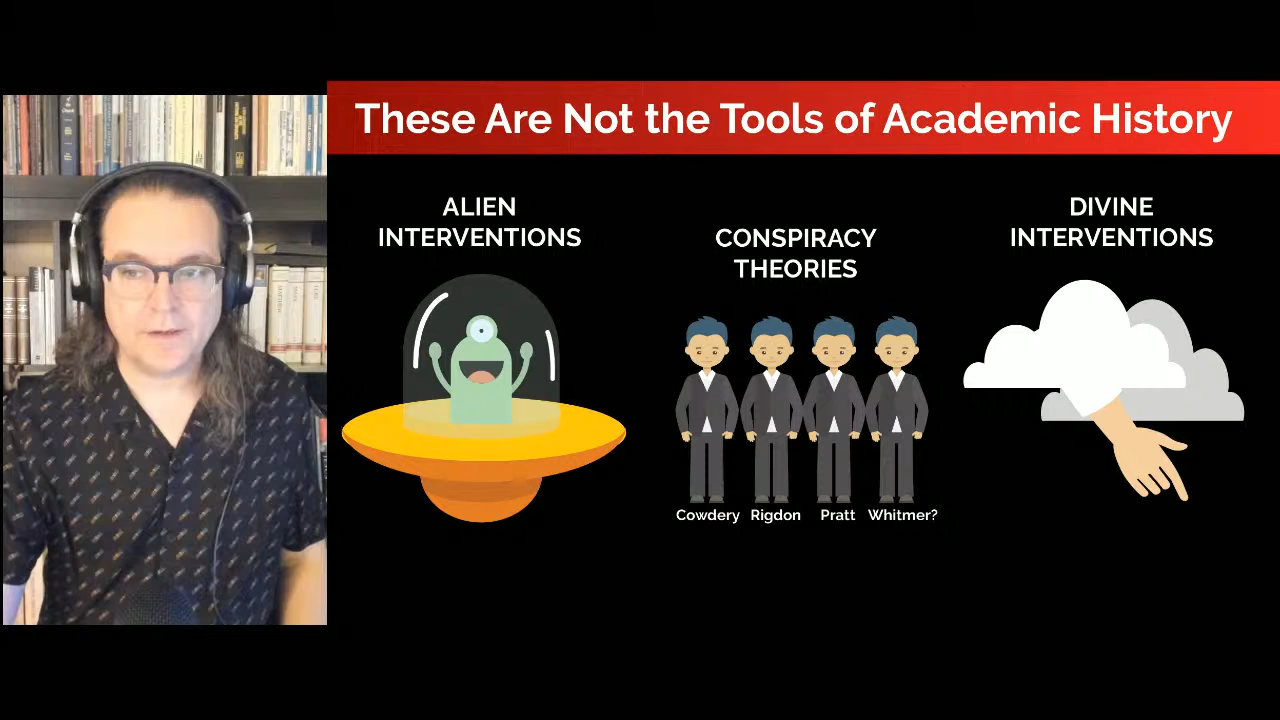 These Are Not the Tools of Academic History
ALIEN
INTERVENTIONS
CONSPIRACY
THEORIES
DIVINE
INTERVENTIONS
Cowdery Rigdon Pratt Whitmer?